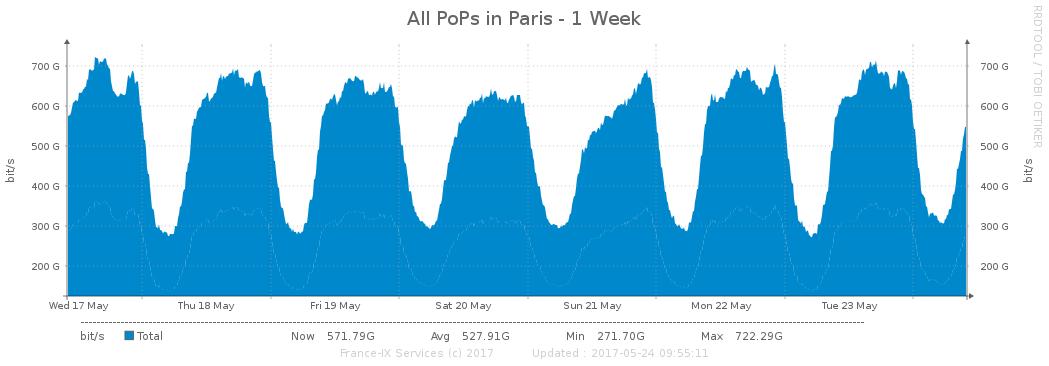 All PoPs in Paris - 1 Week
RRDTOOL / TOBI OETIKER
bit/s
700 G
600 G
500 G
400 G
300 G
200 G
700 G
600 G
500 G
400 G
300 G
200 G
bit/s
Wed 17 May Thu 18 May Fri 19 May Sat 20 May Sun 21 May Mon 22 May Tue 23 May
bit/s Total Now 571.79G Avg 527.91G Min 271.70G Max 722.29G
France-IX Services (c) 2017 Updated : 2017-05-24 09:55:11